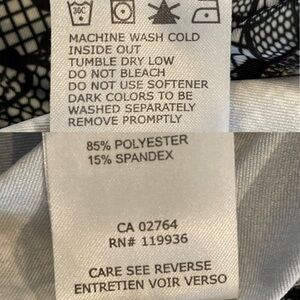 30C
MACHINE WASH COLD
INSIDE OUT
TUMBLE DRY LOW
DO NOT BLEACH
DO NOT USE SOFTENER
DARK COLORS TO BE
WASHED SEPARATELY
REMOVE PROMPTLY
85% POLYESTER
15% SPANDEX
CA 02764
RN# 119936
CARE SEE REVERSE
ENTRETIEN VOIR VERSO